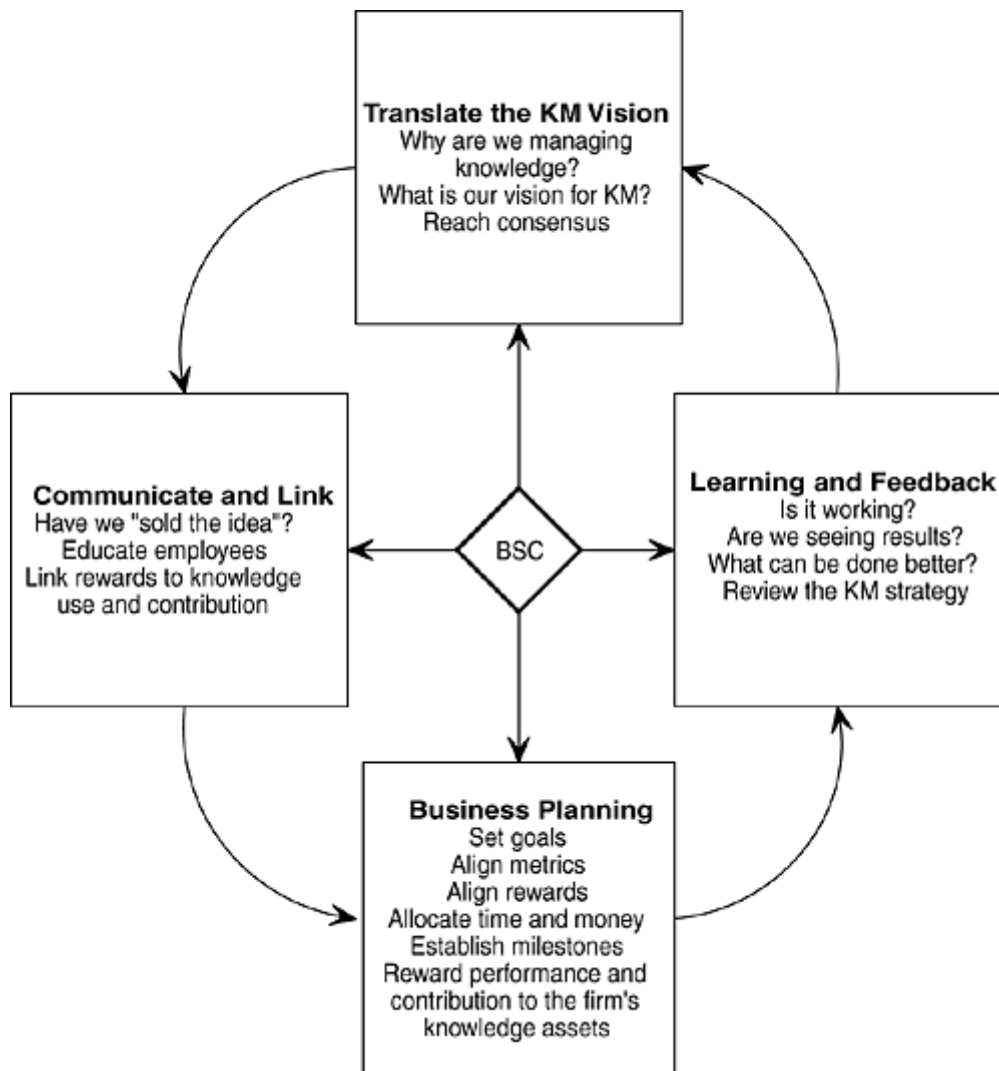 Translate the KM Vision
Why are we managing
knowledge?
What is our vision for KM?
Reach consensus
Communicate and Link
Have we "sold the idea"?
Educate employees
Link rewards to knowledge
use and contribution
BSC
Learning and Feedback
Is it working?
Are we seeing results?
What can be done better?
Review the KM strategy
Business Planning
Set goals
Align metrics
Align rewards
Allocate time and money
Establish milestones
Reward performance and
contribution to the firm's
knowledge assets